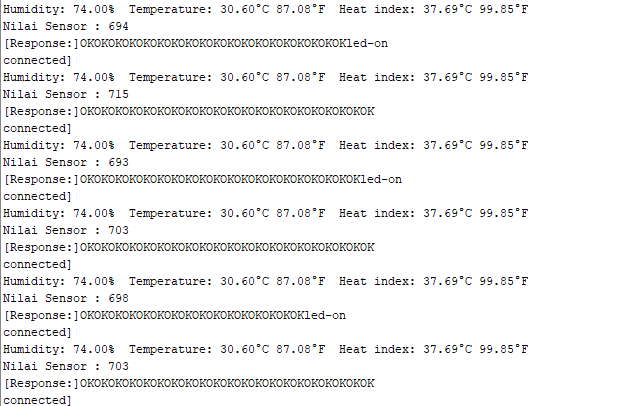 Humidity: 74.00%  Temperature: 30.60°C 87.08°F  Heat index: 37.69°C 99.85°F
Nilai Sensor : 694
[Response:]OKOKOKOKOKOKOKOKOKOKOKOKOKOKOKOKOKOKOKled-on
connected]
Humidity: 74.00%  Temperature: 30.60°C 87.08°F  Heat index: 37.69°C 99.85°F
Nilai Sensor : 715
[Response:]OKOKOKOKOKOKOKOKOKOKOKOKOKOKOKOKOKOKOKOKOK
connected]
Humidity: 74.00%  Temperature: 30.60°C 87.08°F  Heat index: 37.69°C 99.85°F
Nilai Sensor : 693
[Response:]OKOKOKOKOKOKOKOKOKOKOKOKOKOKOKOKOKOKOKOKled-on
connected]
Humidity: 74.00%  Temperature: 30.60°C 87.08°F  Heat index: 37.69°C 99.85°F
Nilai Sensor : 703
[Response:]OKOKOKOKOKOKOKOKOKOKOKOKOKOKOKOKOKOKOKOKOK
connected]
Humidity: 74.00%  Temperature: 30.60°C 87.08°F  Heat index: 37.69°C 99.85°F
Nilai Sensor : 698
[Response:]OKOKOKOKOKOKOKOKOKOKOKOKOKOKOKOKled-on
connected]
Humidity: 74.00%  Temperature: 30.60°C 87.08°F  Heat index: 37.69°C 99.85°F
Nilai Sensor : 703
[Response:]OKOKOKOKOKOKOKOKOKOKOKOKOKOKOKOKOKOKOKOKOK
connected]